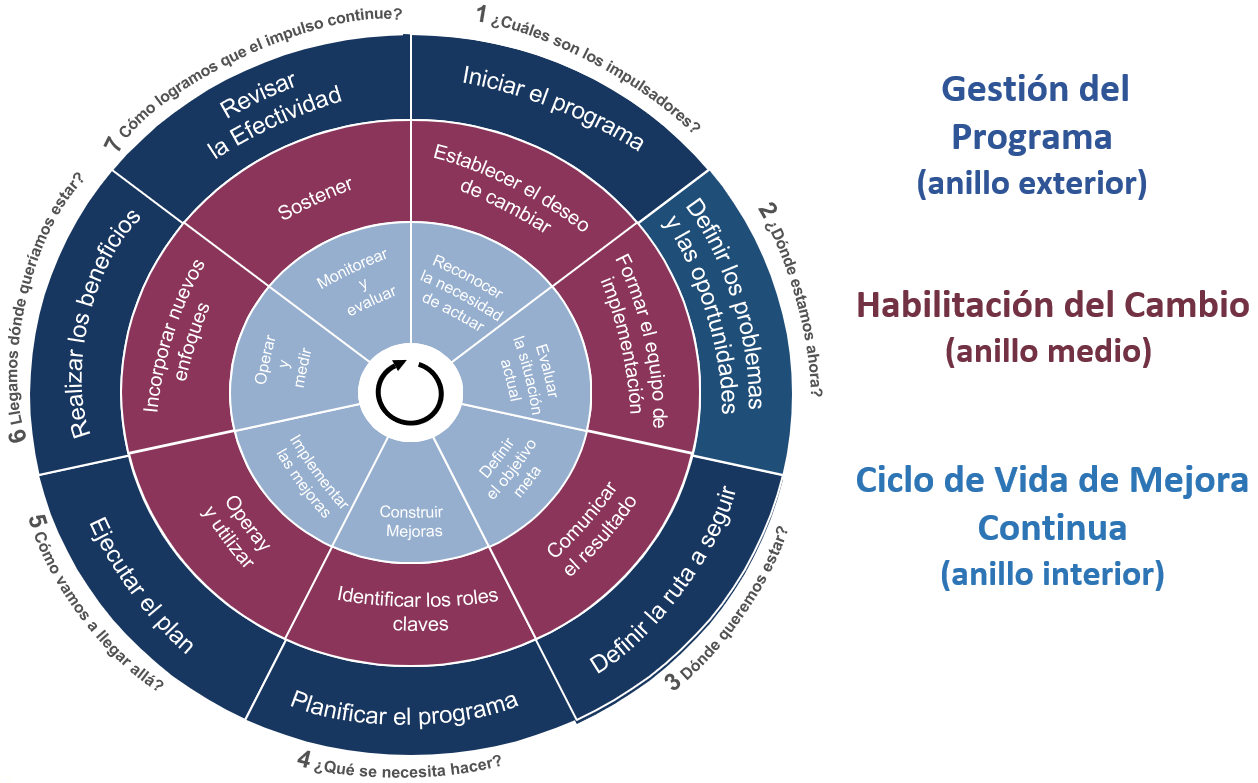 1 ¿Cuáles son los impulsadores?
2 ¿Dónde estamos ahora?
3 Dónde queremos estar?
4 ¿Qué se necesita hacer?
5 Cómo vamos a llegar allá?
6 Llegamos dónde queríamos estar?
7 Cómo logramos que el impulso continue?
Iniciar el programa
Definir los problemas
y las oportunidades
Definir la ruta a seguir
Planificar el programa
Ejecutar el plan
Realizar los beneficios
Revisar
la Efectividad
Establecer el deseo
de cambiar
Formar el equipo de
implementación
Comunicar
el resultado
Identificar los roles
claves
Operay
y utilizar
Incorporar nuevos
enfoques
Sostener
Reconocer
la necesidad
de actuar
Evaluar
la situación
actual
Definir
el objetivo
meta
Construir
Mejoras
Implementar
las mejoras
Operar
y
medir
Monitorear
y
evaluar
Gestión del
Programa
(anillo exterior)
Habilitación del Cambio
(anillo medio)
Ciclo de Vida de Mejora
Continua
(anillo interior)